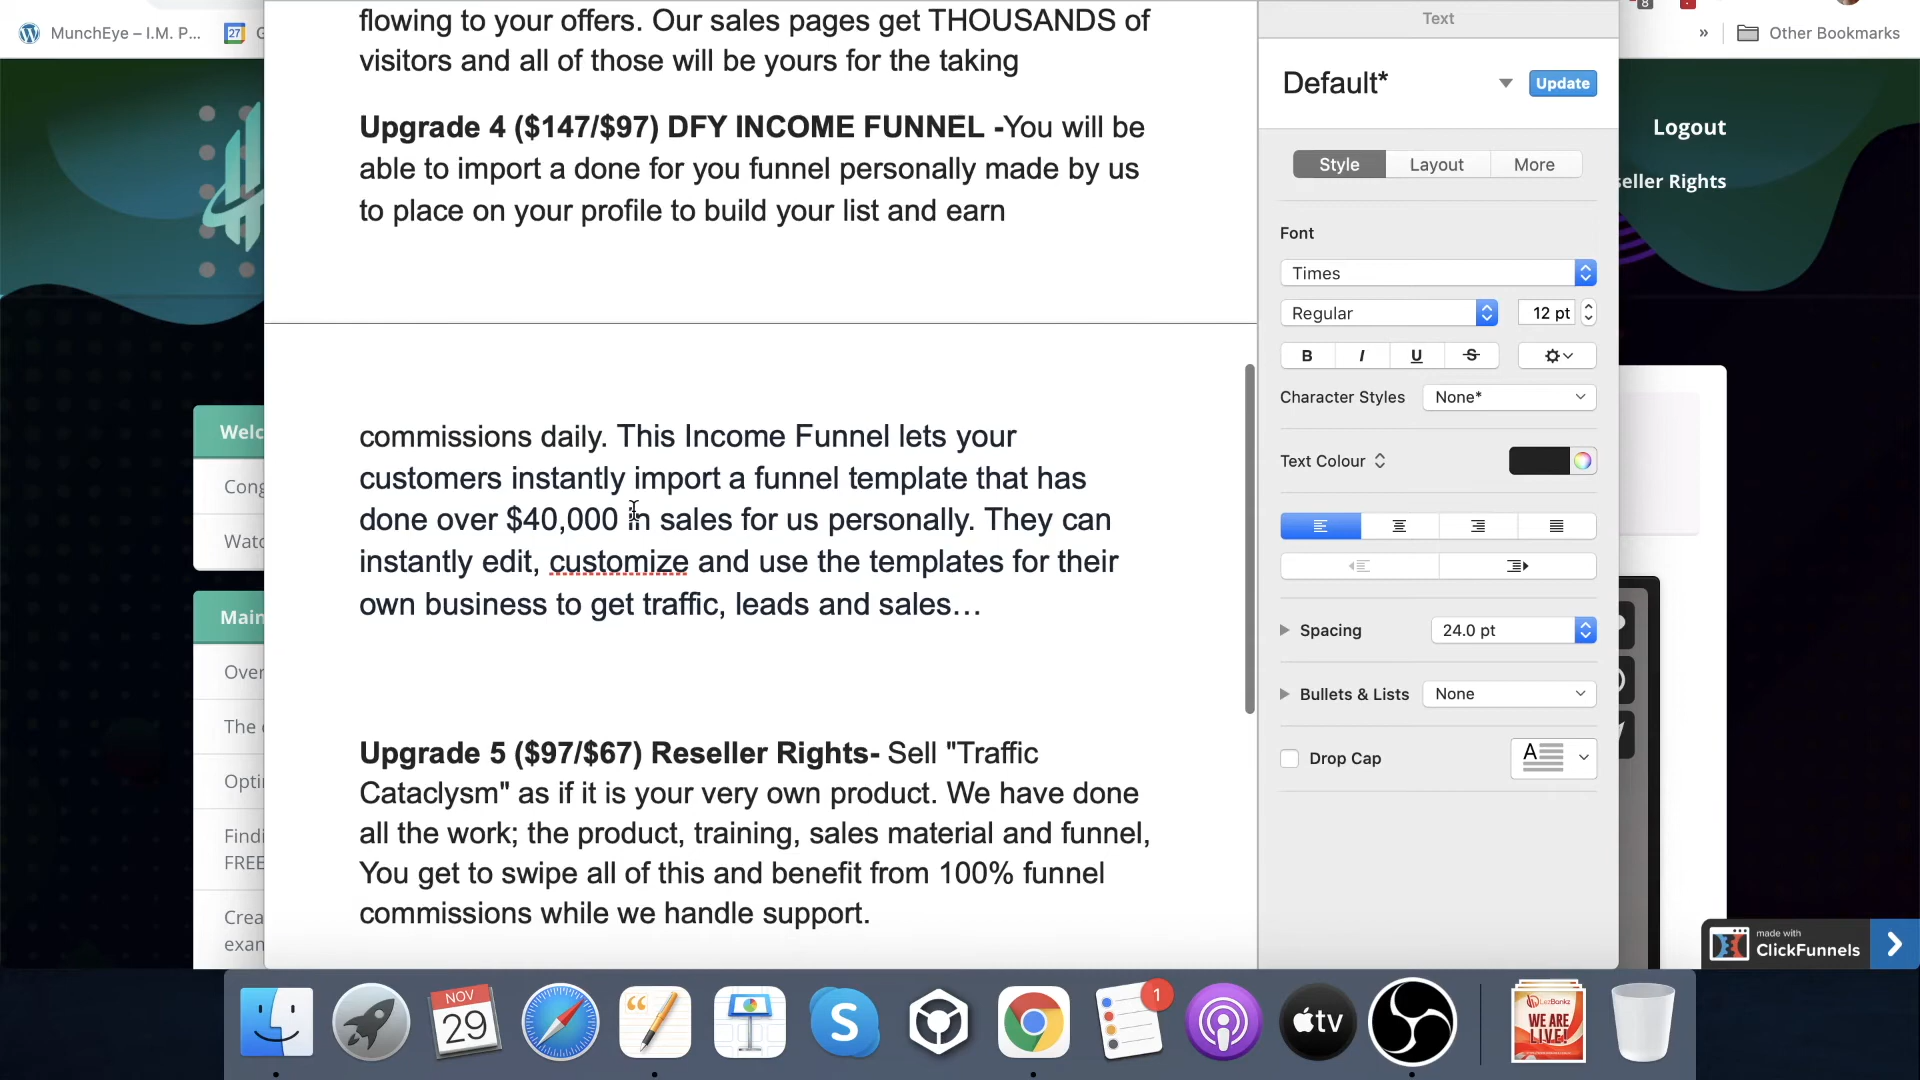 MunchEye – I.M. P...
27
»
Other Bookmarks
8
Logout
seller Rights
Welc
Cong
Watc
Main
Over
The
Opti
Findi
FREE
Crea
exan
flowing to your offers. Our sales pages get THOUSANDS of
visitors and all of those will be yours for the taking
Upgrade 4 ($147/$97) DFY INCOME FUNNEL -You will be
able to import a done for you funnel personally made by us
to place on your profile to build your list and earn
commissions daily. This Income Funnel lets your
customers instantly import a funnel template that has
done over $40,000 in sales for us personally. They can
instantly edit, customize and use the templates for their
own business to get traffic, leads and sales…
Upgrade 5 ($97/$67) Reseller Rights- Sell "Traffic
Cataclysm" as if it is your very own product. We have done
all the work; the product, training, sales material and funnel,
You get to swipe all of this and benefit from 100% funnel
commissions while we handle support.
Text
Default*
Update
Style
Layout
More
Font
Times
Regular
12 pt
B I U S
Character Styles
None*
Text Colour
Spacing
24.0 pt
Bullets & Lists
None
Drop Cap
A
made with
ClickFunnels
NOV
29
S
1
tv
LezBankz
WE ARE
LIVE!